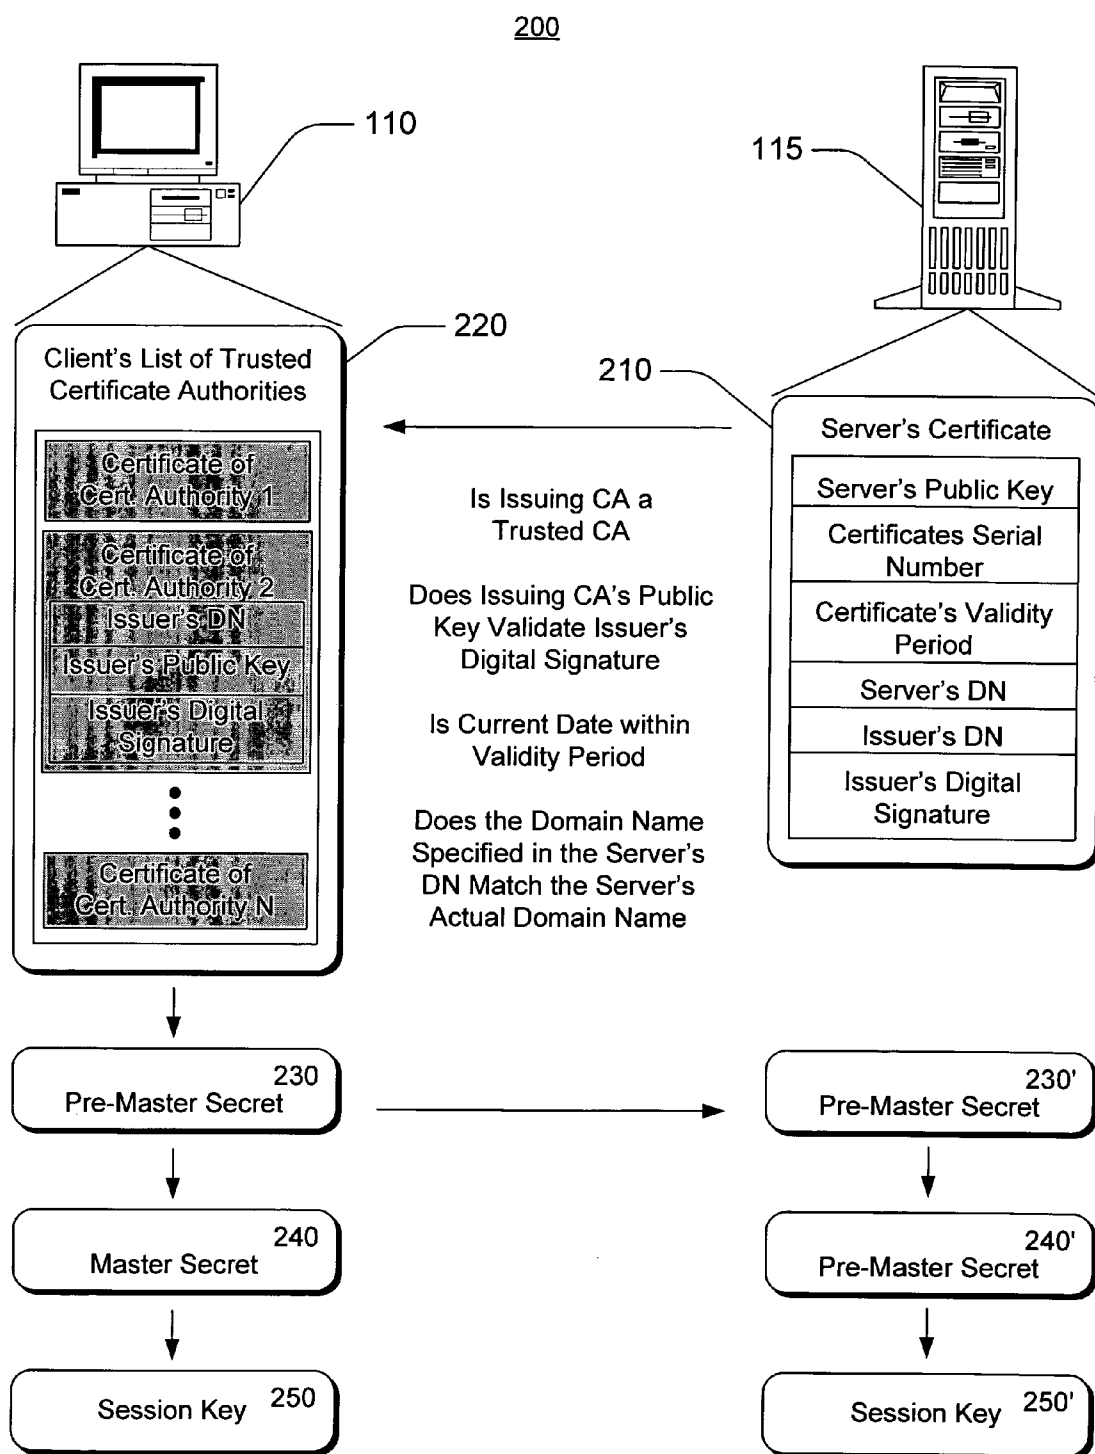 200
110
115
220
Client's List of Trusted
Certificate Authorities
Certificate of
Cert. Authority 1
Certificate of
Cert. Authority 2
Issuer's DN
Issuer's Public Key
Issuer's Digital
Signature
Certificate of
Cert. Authority N
Is Issuing CA a
Trusted CA
Does Issuing CA's Public
Key Validate Issuer's
Digital Signature
Is Current Date within
Validity Period
Does the Domain Name
Specified in the Server's
DN Match the Server's
Actual Domain Name
210
Server's Certificate
Server's Public Key
Certificates Serial
Number
Certificate's Validity
Period
Server's DN
Issuer's DN
Issuer's Digital
Signature
230
Pre-Master Secret
230'
Pre-Master Secret
240
Master Secret
240'
Pre-Master Secret
250
Session Key
250'
Session Key